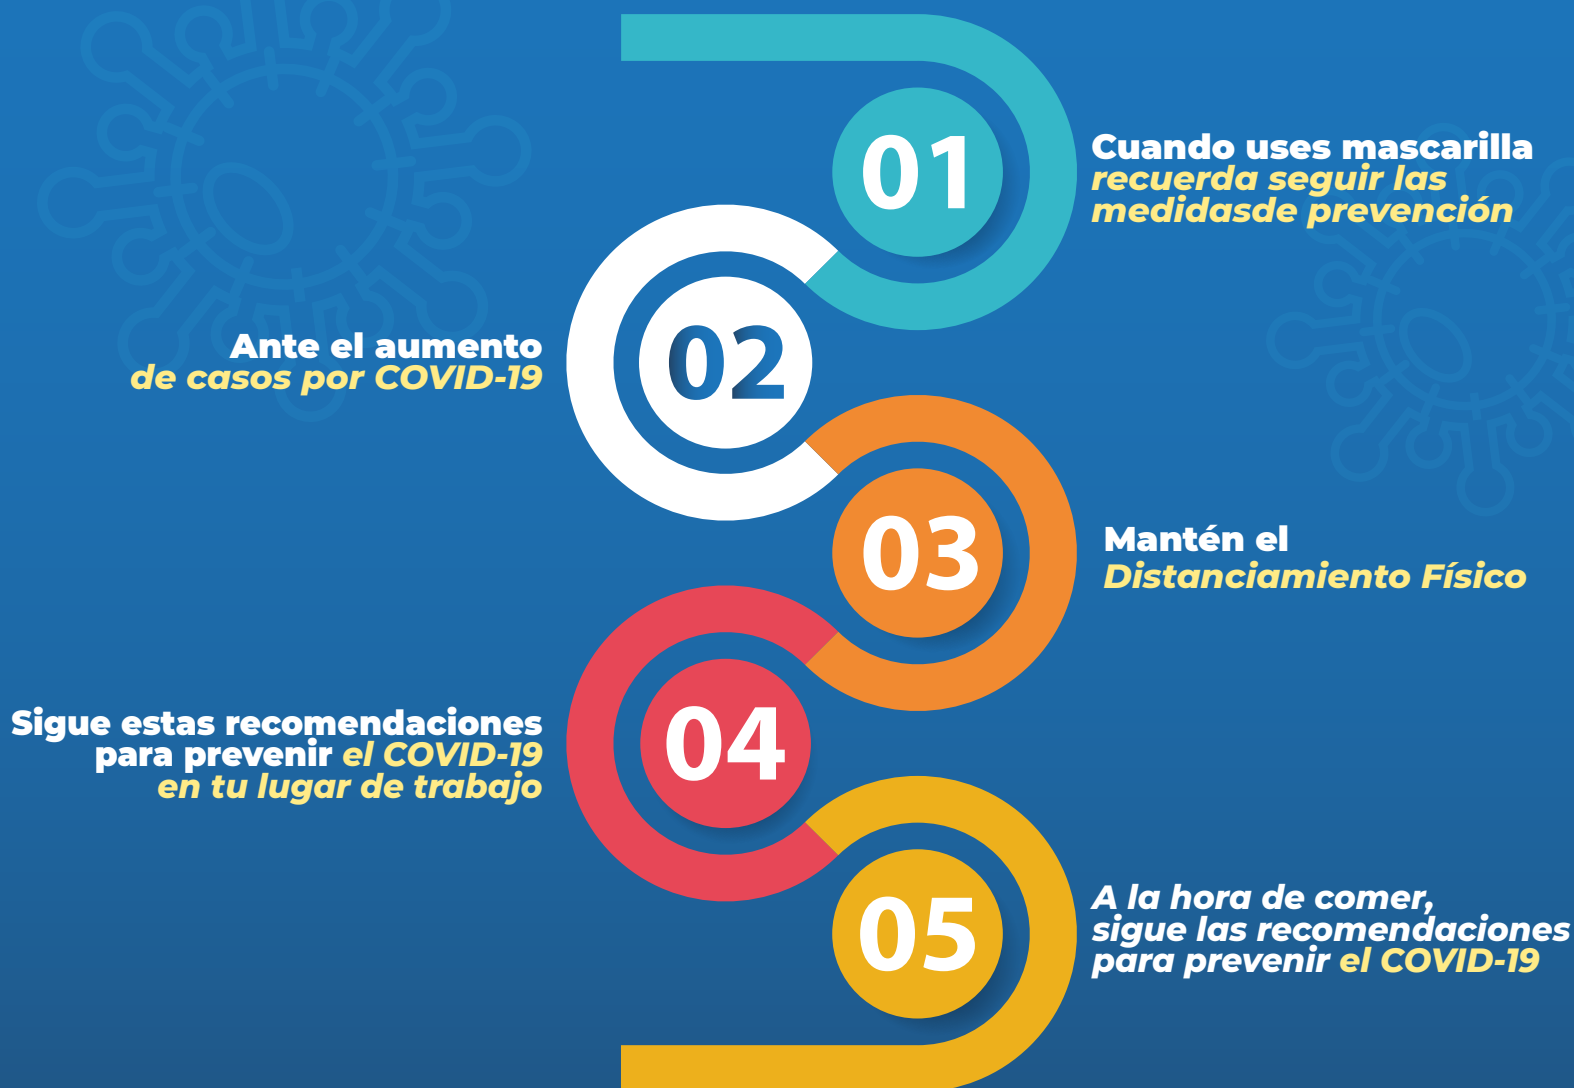 01
Cuando uses mascarilla
recuerda seguir las
medidasde prevención
02
Ante el aumento
de casos por COVID-19
03
Mantén el
Distanciamiento Físico
04
Sigue estas recomendaciones
para prevenir el COVID-19
en tu lugar de trabajo
05
A la hora de comer,
sigue las recomendaciones
para prevenir el COVID-19